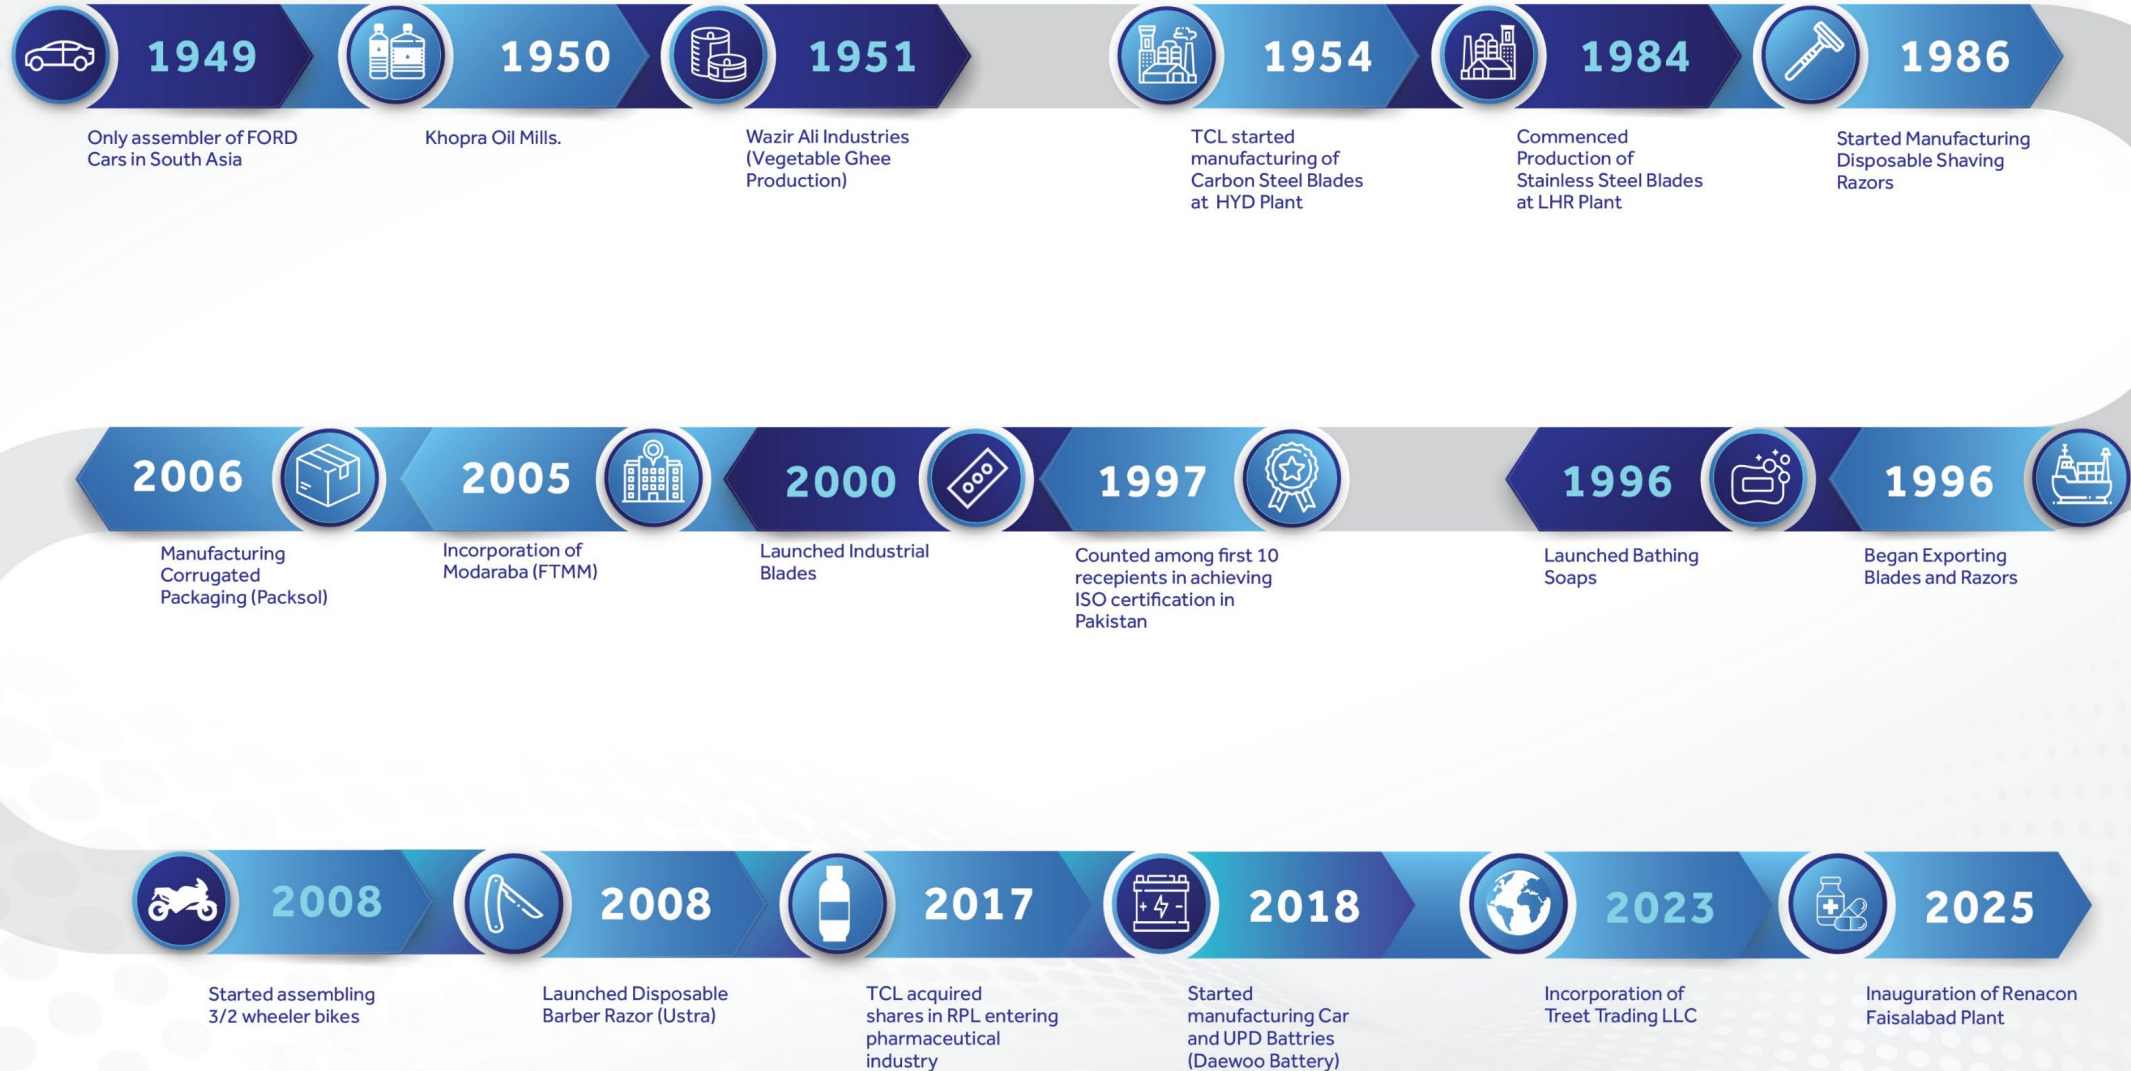 1949
Only assembler of FORD
Cars in South Asia
1950
Khopra Oil Mills.
1951
Wazir Ali Industries
(Vegetable Ghee
Production)
1954
TCL started
manufacturing of
Carbon Steel Blades
at HYD Plant
1984
Commenced
Production of
Stainless Steel Blades
at LHR Plant
1986
Started Manufacturing
Disposable Shaving
Razors
1996
Began Exporting
Blades and Razors
1996
Launched Bathing
Soaps
1997
Counted among first 10
recepients in achieving
ISO certification in
Pakistan
2000
Launched Industrial
Blades
2005
Incorporation of
Modaraba (FTMM)
2006
Manufacturing
Corrugated
Packaging (Packsol)
2008
Started assembling
3/2 wheeler bikes
2008
Launched Disposable
Barber Razor (Ustra)
2017
TCL acquired
shares in RPL entering
pharmaceutical
industry
2018
Started
manufacturing Car
and UPD Battries
(Daewoo Battery)
2023
Incorporation of
Treet Trading LLC
2025
Inauguration of Renacon
Faisalabad Plant